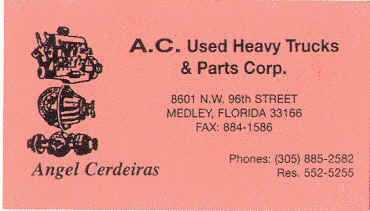 A.C. Used Heavy Trucks
& Parts Corp.
8601 N.W. 96th STREET
MEDLEY, FLORIDA 33166
FAX: 884-1586
Phones: (305) 885-2582
Res. 552-5255
Angel Cerdeiras